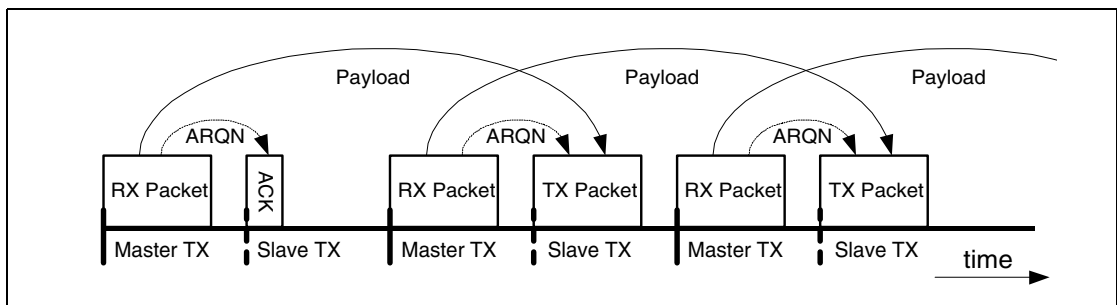 Payload Payload Payload
ARQN ARQN ARQN
RX Packet ACK RX Packet TX Packet RX Packet TX Packet
Master TX Slave TX Master TX Slave TX Master TX Slave TX
time